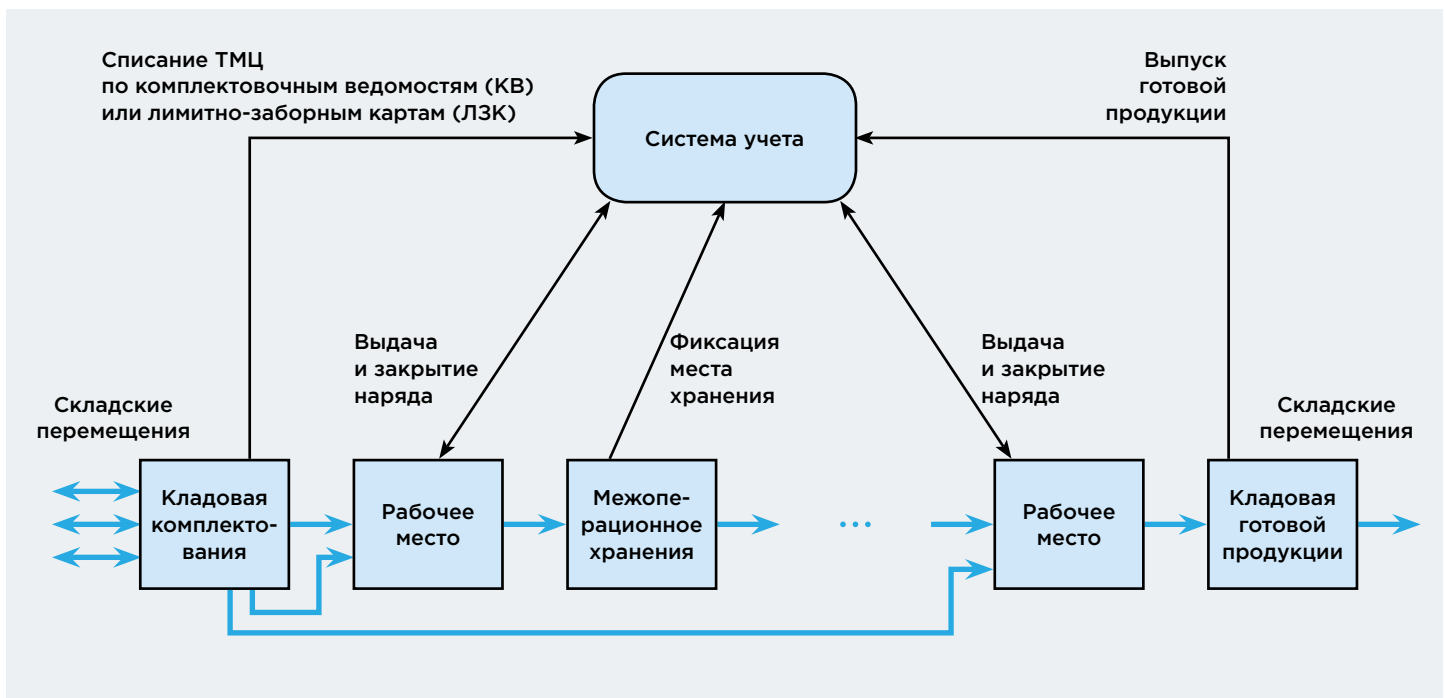 Списание ТМЦ
по комплектовочным ведомостям (КВ)
или лимитно-заборным картам (ЛЗК)
Выпуск
готовой
продукции
Система учета
Выдача
и закрытие
наряда
Фиксация
места
хранения
Выдача
и закрытие
наряда
Складские
перемещения
Складские
перемещения
Кладовая
комплекто-
вания
Рабочее
место
Межопе-
рационное
хранения
...
Рабочее
место
Кладовая
готовой
продукции